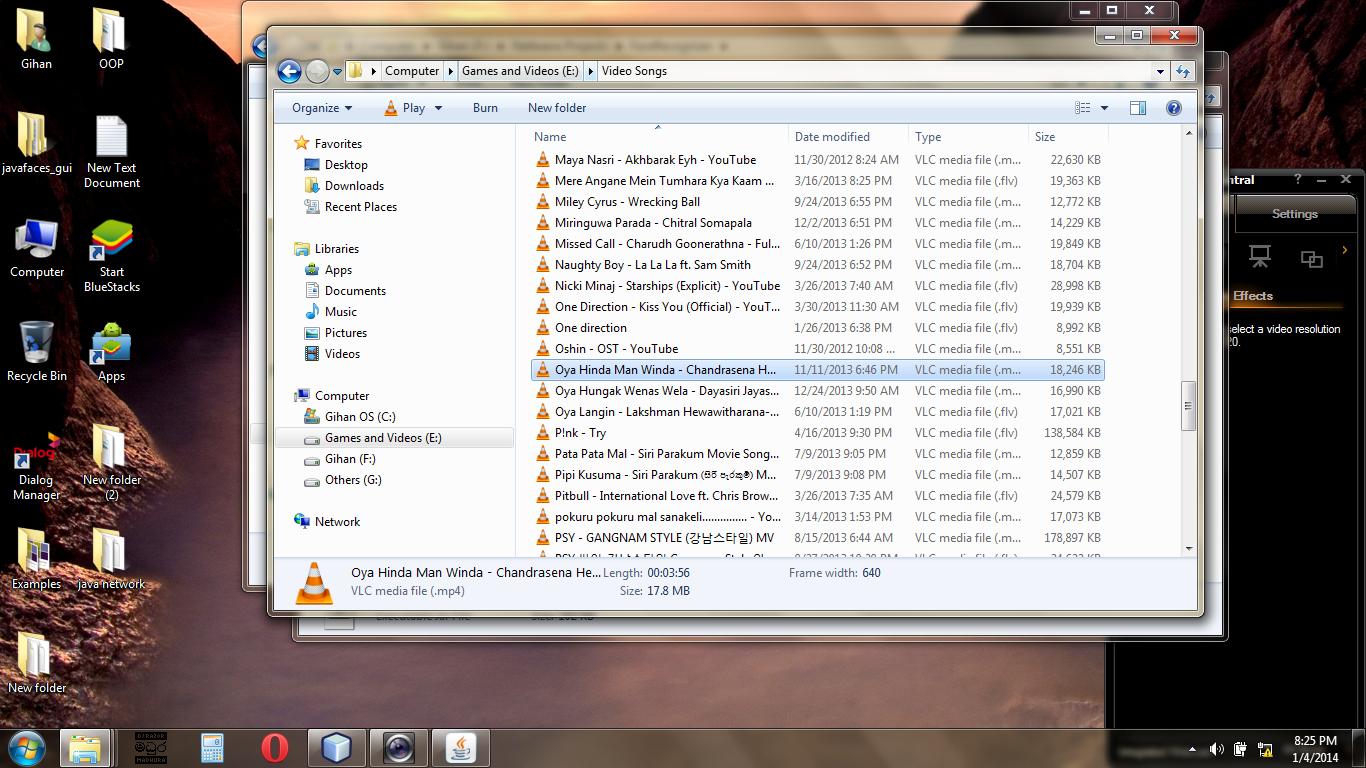 Gihan
OOP
javafaces_gui
New Text
Document
Computer
Start
BlueStacks
Recycle Bin
Apps
Dialog
Dialog
Manager
New folder
(2)
Examples
java network
New folder
Computer
Games and Videos (E:)
Video Songs
Organize
Play
Burn
New folder
Favorites
Desktop
Downloads
Recent Places
Libraries
Apps
Documents
Music
Pictures
Videos
Computer
Gihan OS (C:)
Games and Videos (E:)
Gihan (F:)
Others (G:)
Network
Name Date modified Type Size
Maya Nasri - Akhbarak Eyh - YouTube 11/30/2012 8:24 AM VLC media file (.m... 22,630 KB
Mere Angane Mein Tumhara Kya Kaam ... 3/16/2013 8:25 PM VLC media file (.flv) 19,363 KB
Miley Cyrus - Wrecking Ball 9/24/2013 6:55 PM VLC media file (.m... 12,772 KB
Miringuwa Parada - Chitral Somapala 12/2/2013 6:51 PM VLC media file (.m... 14,229 KB
Missed Call - Charudh Goonerathna - Ful... 6/10/2013 1:26 PM VLC media file (.m... 19,849 KB
Naughty Boy - La La La ft. Sam Smith 9/24/2013 6:52 PM VLC media file (.m... 18,704 KB
Nicki Minaj - Starships (Explicit) - YouTube 3/26/2013 7:40 AM VLC media file (.m... 28,998 KB
One Direction - Kiss You (Official) - YouT... 3/30/2013 11:30 AM VLC media file (.m... 19,939 KB
One direction 1/26/2013 6:38 PM VLC media file (.flv) 8,992 KB
Oshin - OST - YouTube 11/30/2012 10:08 ... VLC media file (.m... 8,551 KB
Oya Hinda Man Winda - Chandrasena H... 11/11/2013 6:46 PM VLC media file (.m... 18,246 KB
Oya Hungak Wenas Wela - Dayasiri Jayas... 12/24/2013 9:50 AM VLC media file (.m... 16,990 KB
Oya Langin - Lakshman Hewawitharana-... 6/10/2013 1:19 PM VLC media file (.m... 17,021 KB
P!nk - Try 4/16/2013 9:30 PM VLC media file (.flv) 138,584 KB
Pata Pata Mal - Siri Parakum Movie Song... 7/9/2013 9:05 PM VLC media file (.m... 12,859 KB
Pipi Kusuma - Siri Parakum (සිරි පැරකුම්) M... 7/9/2013 9:08 PM VLC media file (.m... 14,507 KB
Pitbull - International Love ft. Chris Brow... 3/26/2013 7:35 AM VLC media file (.m... 24,579 KB
pokuru pokuru mal sanakeli.............. - Yo... 3/14/2013 1:53 PM VLC media file (.m... 17,073 KB
PSY - GANGNAM STYLE (강남스타일) MV 8/15/2013 6:44 AM VLC media file (.m... 178,897 KB
Oya Hinda Man Winda - Chandrasena He... Length: 00:03:56 Frame width: 640
VLC media file (.mp4) Size: 17.8 MB
Executable Jar File
ntral
Settings
Effects
select a video resolution
20.
මධුර
MADHURA
8:25 PM
1/4/2014